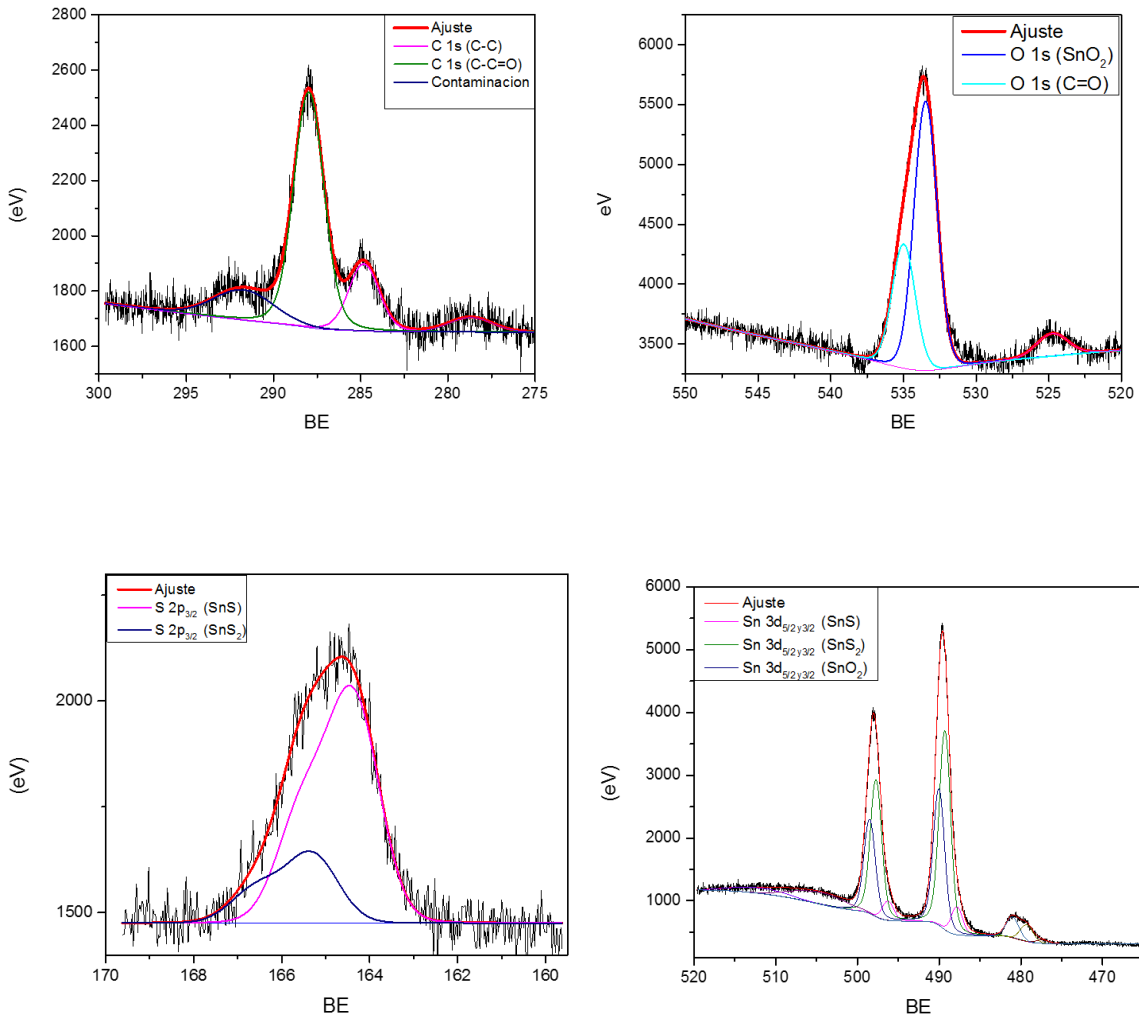 2800
2600
2400
2200
2000
1800
1600
(eV)
300 295 290 285 280 275
BE
Ajuste
C 1s (C-C)
C 1s (C-C=O)
Contaminacion
6000
5500
5000
4500
4000
3500
eV
550 545 540 535 530 525 520
BE
Ajuste
O 1s (SnO₂)
O 1s (C=O)
2000
1500
(eV)
170 168 166 164 162 160
BE
Ajuste
S 2p₃/₂ (SnS)
S 2p₃/₂ (SnS₂)
6000
5000
4000
3000
2000
1000
(eV)
520 510 500 490 480 470
BE
Ajuste
Sn 3d₅/₂ y₃/₂ (SnS)
Sn 3d₅/₂ y₃/₂ (SnS₂)
Sn 3d₅/₂ y₃/₂ (SnO₂)